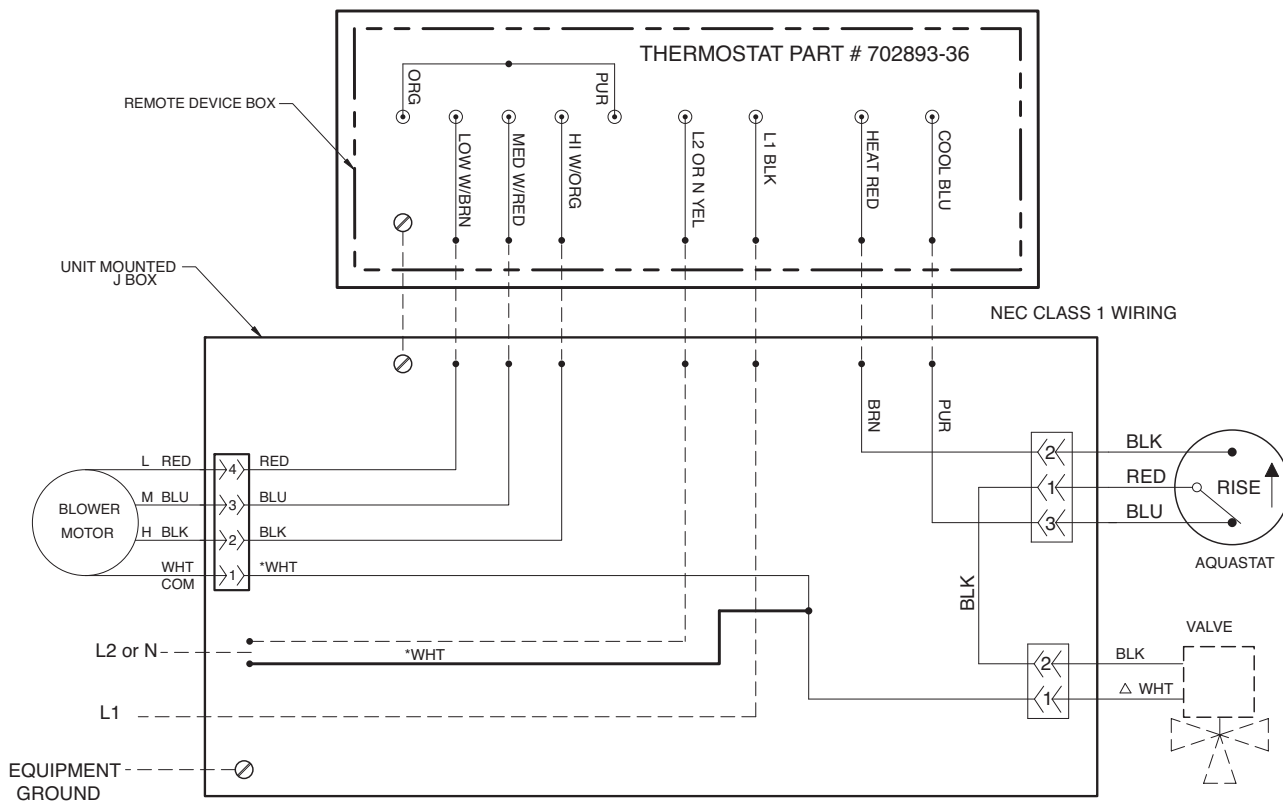 THERMOSTAT PART # 702893-36
REMOTE DEVICE BOX
ORG
PUR
LOW W/BRN
MED W/RED
HI W/ORG
L2 OR N YEL
L1 BLK
HEAT RED
COOL BLU
UNIT MOUNTED
J BOX
NEC CLASS 1 WIRING
BRN
PUR
BLOWER
MOTOR
L RED
4
RED
M BLU
3
BLU
H BLK
2
BLK
WHT
COM
1
*WHT
2
BLK
1
RED
3
BLU
RISE
AQUASTAT
BLK
L2 or N
*WHT
L1
EQUIPMENT
GROUND
VALVE
2
BLK
1
△ WHT